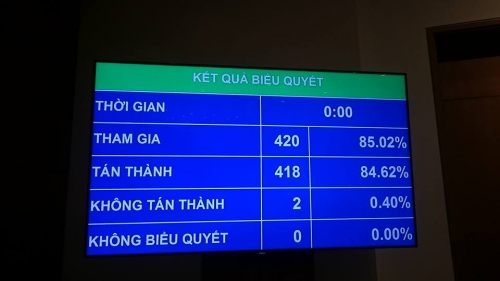 KẾT QUẢ BIỂU QUYẾT
THỜI GIAN 0:00
THAM GIA 420 85.02%
TÁN THÀNH 418 84.62%
KHÔNG TÁN THÀNH 2 0.40%
KHÔNG BIỂU QUYẾT 0 0.00%